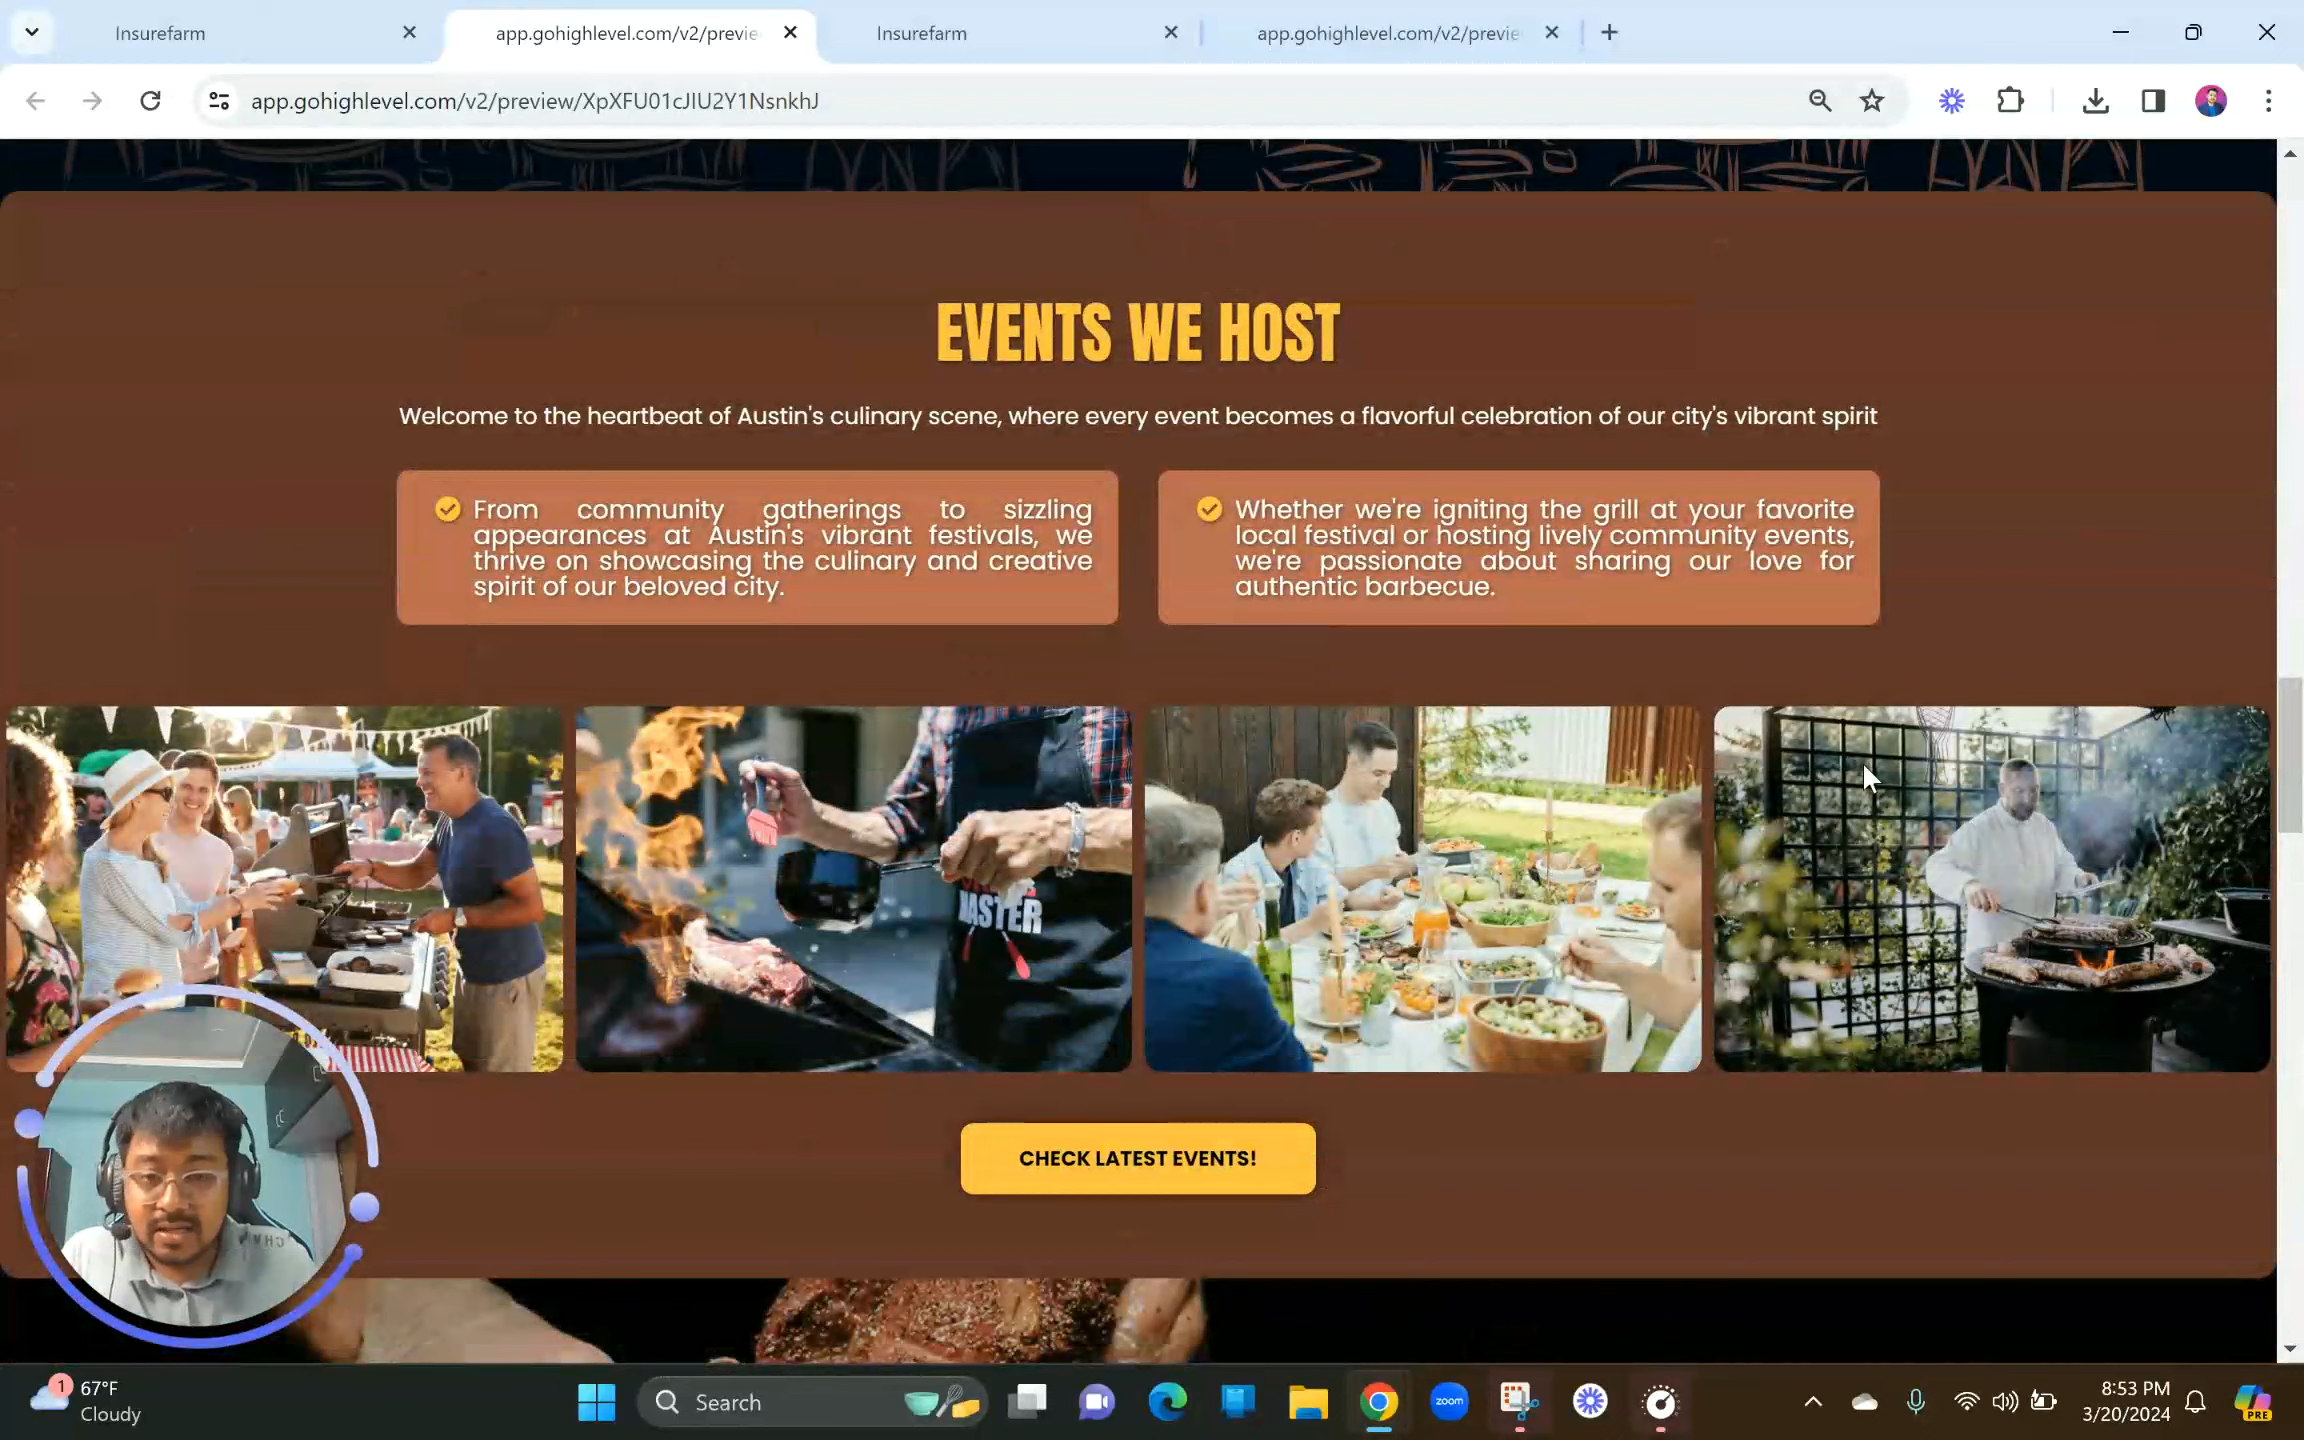 Insurefarm
app.gohighlevel.com/v2/previe
Insurefarm
app.gohighlevel.com/v2/previe
app.gohighlevel.com/v2/preview/XpXFU01cJIU2Y1NsnkhJ
EVENTS WE HOST
Welcome to the heartbeat of Austin's culinary scene, where every event becomes a flavorful celebration of our city's vibrant spirit
From community gatherings to sizzling
appearances at Austin's vibrant festivals, we
thrive on showcasing the culinary and creative
spirit of our beloved city.
Whether we're igniting the grill at your favorite
local festival or hosting lively community events,
we're passionate about sharing our love for
authentic barbecue.
MASTER
CHECK LATEST EVENTS!
1
67°F
Cloudy
Search
zoom
8:53 PM
3/20/2024
PRE